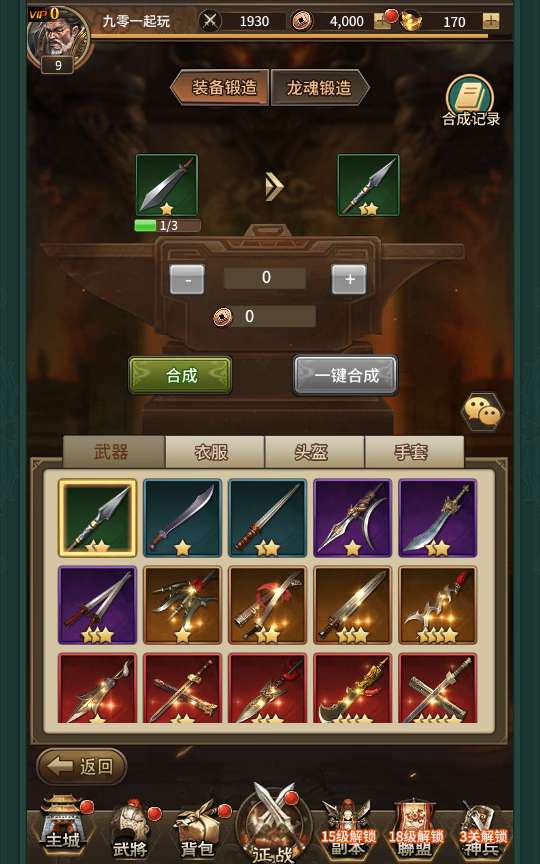 VIP 0
九零一起玩
1930
4,000
170
9
装备锻造
龙魂锻造
合成记录
1/3
-
0
+
0
合成
一键合成
武器
衣服
头盔
手套
返回
主城
武將
背包
征战
15级解锁
副本
18级解锁
聯盟
3关解锁
神兵